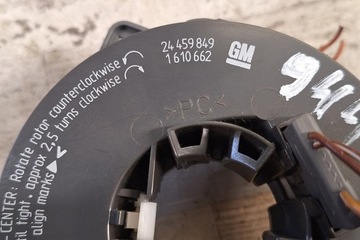 24 459 849
1 610 662
GM
-CENTER: Rotate rotor counterclockwise
til tight, approx 2,5 turns clockwise
align marks
>PC<